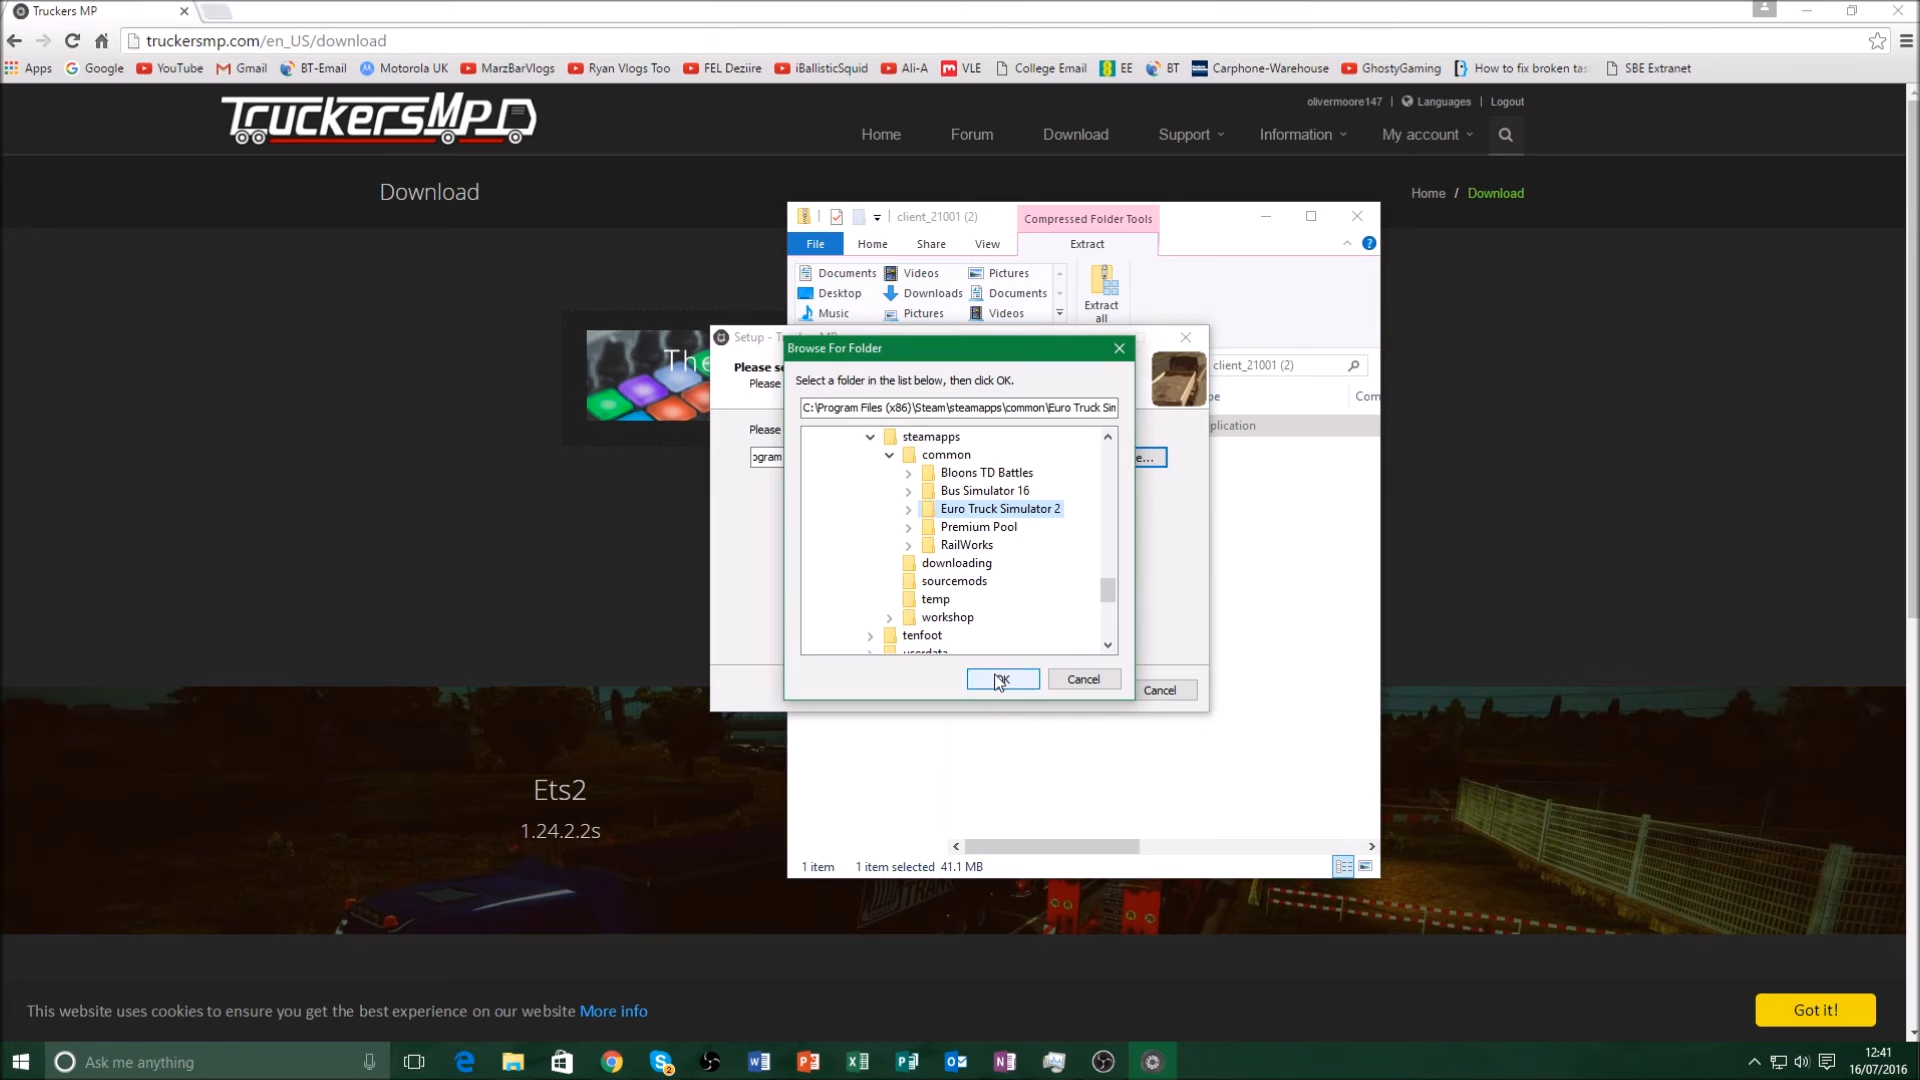 Truckers MP
truckersmp.com/en_US/download
Apps Google YouTube Gmail BT-Email Motorola UK MarzBarVlogs Ryan Vlogs Too FEL Deziire iBallisticSquid Ali-A VLE College Email EE BT Carphone-Warehouse GhostyGaming How to fix broken tas SBE Extranet
TruckersMP
olivermoore147 | Languages | Logout
Home Forum Download Support Information My account
Download
Home / Download
client_21001 (2) Compressed Folder Tools
File Home Share View Extract
Documents Videos Pictures
Desktop Downloads Documents
Music Pictures Videos
Extract
all
Setup - T
Browse For Folder
The
Please se
Please
client_21001 (2)
Select a folder in the list below, then click OK.
C:\Program Files (x86)\Steam\steamapps\common\Euro Truck Sim
pe Com
plication
Please
ogram
e...
steamapps
common
Bloons TD Battles
Bus Simulator 16
Euro Truck Simulator 2
Premium Pool
RailWorks
downloading
sourcemods
temp
workshop
tenfoot
userdata
OK Cancel
Cancel
Ets2
1.24.2.2s
1 item 1 item selected 41.1 MB
This website uses cookies to ensure you get the best experience on our website More info
Got it!
Ask me anything
2
12:41
16/07/2016